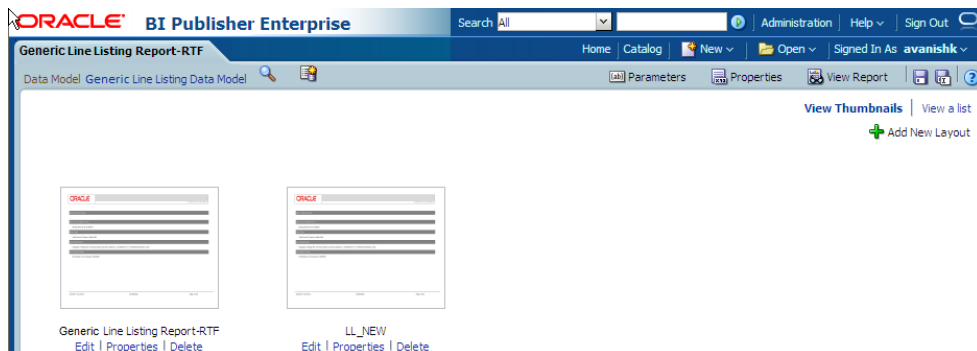 ORACLE BI Publisher Enterprise Search All Administration Help Sign Out
Generic Line Listing Report-RTF Home Catalog New Open Signed In As avanishk
Data Model Generic Line Listing Data Model Parameters Properties View Report
View Thumbnails | View a list
Add New Layout
ORACLE ORACLE
Generic Line Listing Report-RTF LL_NEW
Edit | Properties | Delete Edit | Properties | Delete